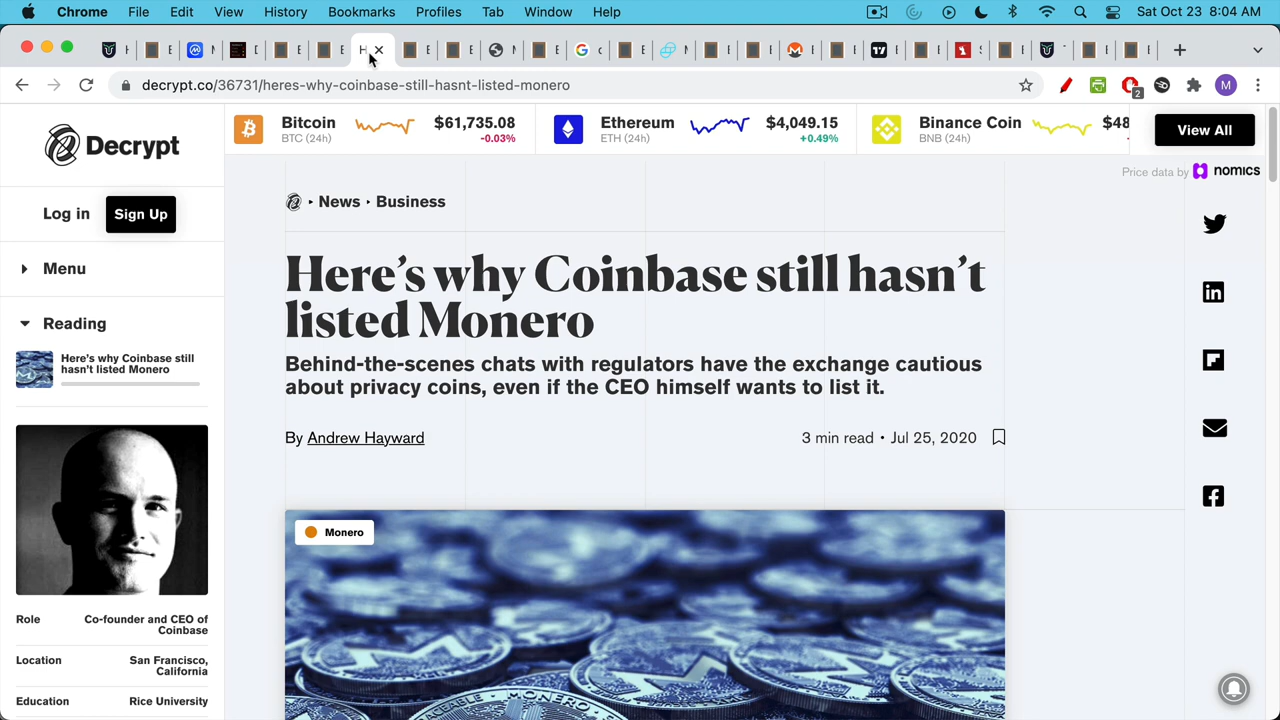 Chrome File Edit View History Bookmarks Profiles Tab Window Help Sat Oct 23 8:04 AM
decrypt.co/36731/heres-why-coinbase-still-hasnt-listed-monero
2
M
Decrypt
Bitcoin
BTC (24h)
$61,735.08
-0.03%
Ethereum
ETH (24h)
$4,049.15
+0.49%
Binance Coin
BNB (24h)
$48
View All
Price data by nomics
Log in
Sign Up
Menu
Reading
Here's why Coinbase still
hasn't listed Monero
Role
Co-founder and CEO of
Coinbase
Location
San Francisco,
California
Education
Rice University
News ‣ Business
Here's why Coinbase still hasn't
listed Monero
Behind-the-scenes chats with regulators have the exchange cautious
about privacy coins, even if the CEO himself wants to list it.
By Andrew Hayward
3 min read • Jul 25, 2020
Monero